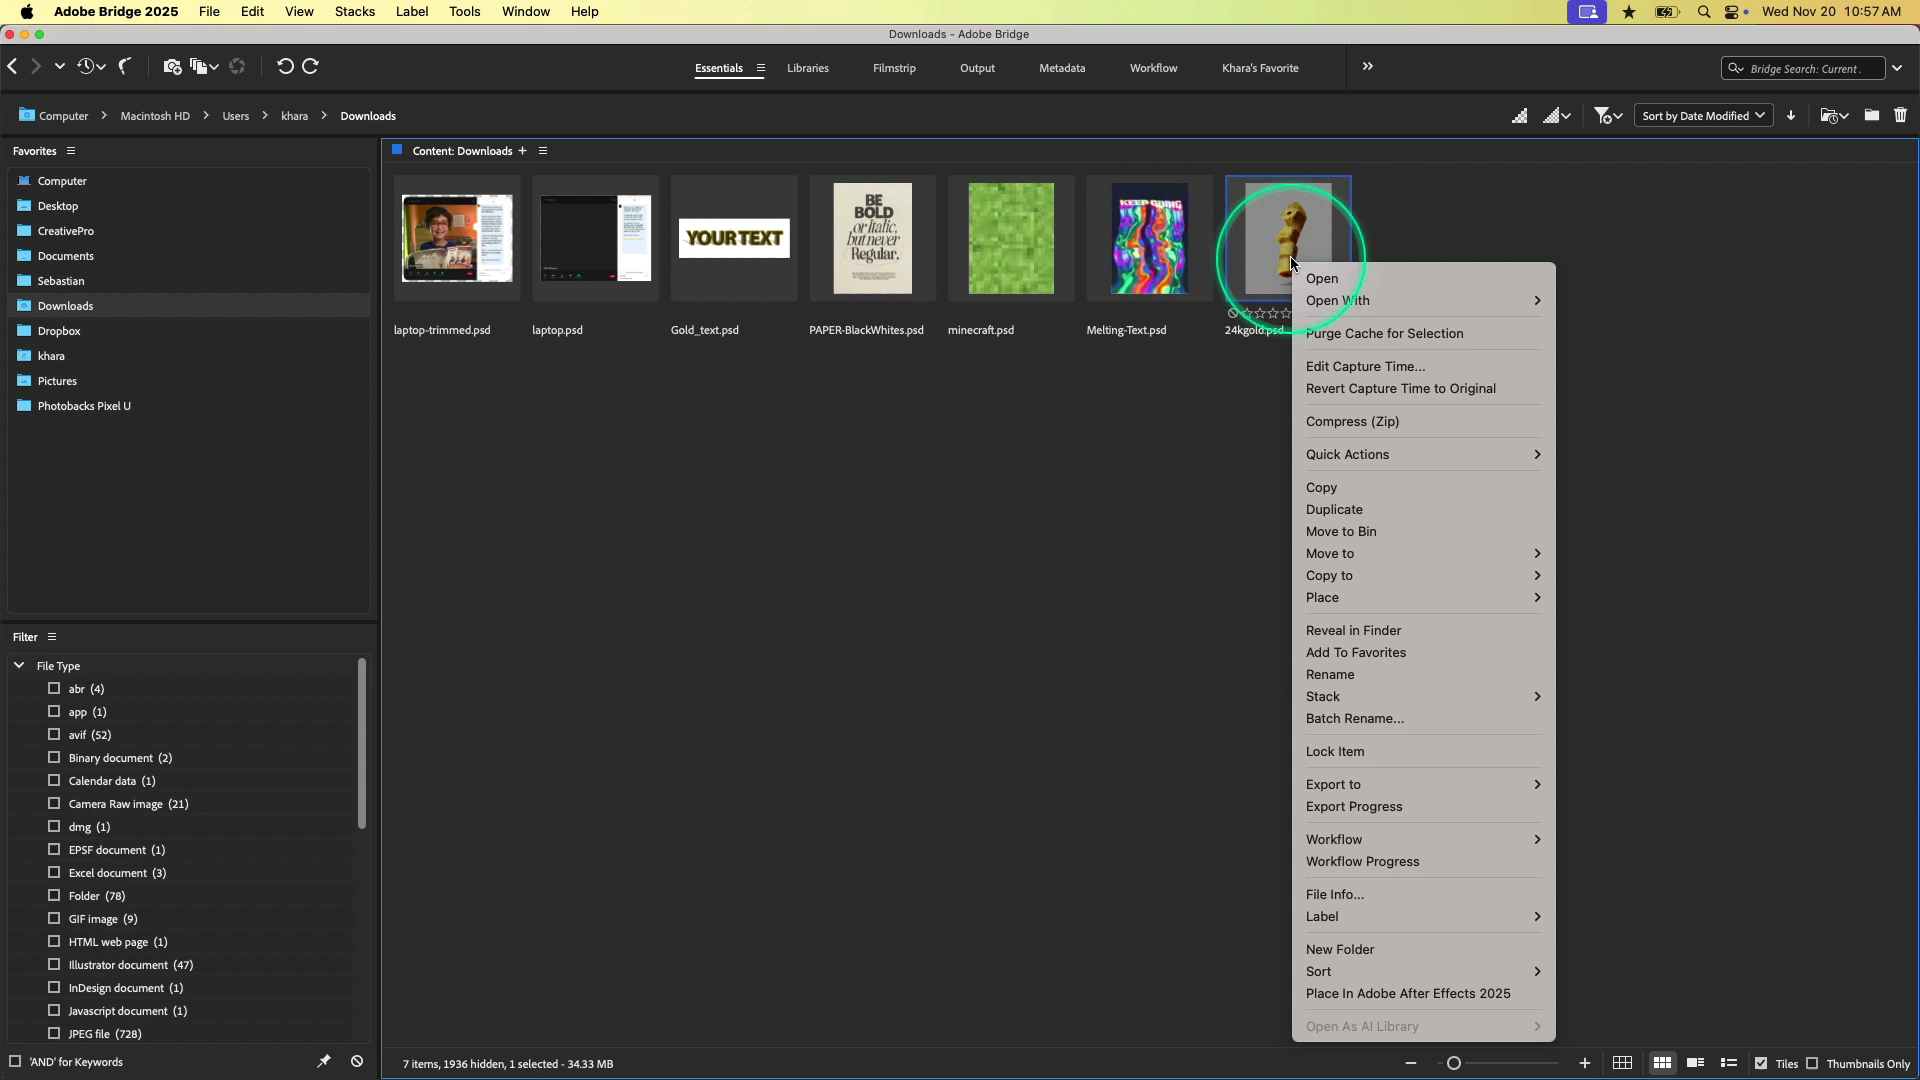 Adobe Bridge 2025 File Edit View Stacks Label Tools Window Help Wed Nov 20 10:57 AM
Downloads - Adobe Bridge
Essentials Libraries Filmstrip Output Metadata Workflow Khara's Favorite Bridge Search: Current .
Computer Macintosh HD Users khara Downloads Sort by Date Modified
Favorites
Computer
Desktop
CreativePro
Documents
Sebastian
Downloads
Dropbox
khara
Pictures
Photobacks Pixel U
Filter
File Type
abr (4)
app (1)
avif (52)
Binary document (2)
Calendar data (1)
Camera Raw image (21)
dmg (1)
EPSF document (1)
Excel document (3)
Folder (78)
GIF image (9)
HTML web page (1)
Illustrator document (47)
InDesign document (1)
Javascript document (1)
JPEG file (728)
'AND' for Keywords
Content: Downloads
YOUR TEXT
BE
BOLD
or Italic,
but never
Regular.
KEEP GOING
laptop-trimmed.psd laptop.psd Gold_text.psd PAPER-BlackWhites.psd minecraft.psd Melting-Text.psd 24kgold.psd
Open
Open With
Purge Cache for Selection
Edit Capture Time...
Revert Capture Time to Original
Compress (Zip)
Quick Actions
Copy
Duplicate
Move to Bin
Move to
Copy to
Place
Reveal in Finder
Add To Favorites
Rename
Stack
Batch Rename...
Lock Item
Export to
Export Progress
Workflow
Workflow Progress
File Info...
Label
New Folder
Sort
Place In Adobe After Effects 2025
Open As AI Library
7 items, 1936 hidden, 1 selected - 34.33 MB Tiles Thumbnails Only